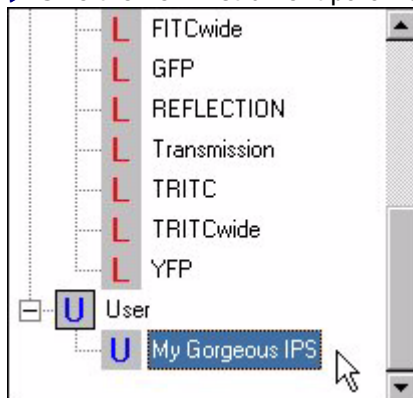 L FITCwide
L GFP
L REFLECTION
L Transmission
L TRITC
L TRITCwide
L YFP
U User
U My Gorgeous IPS